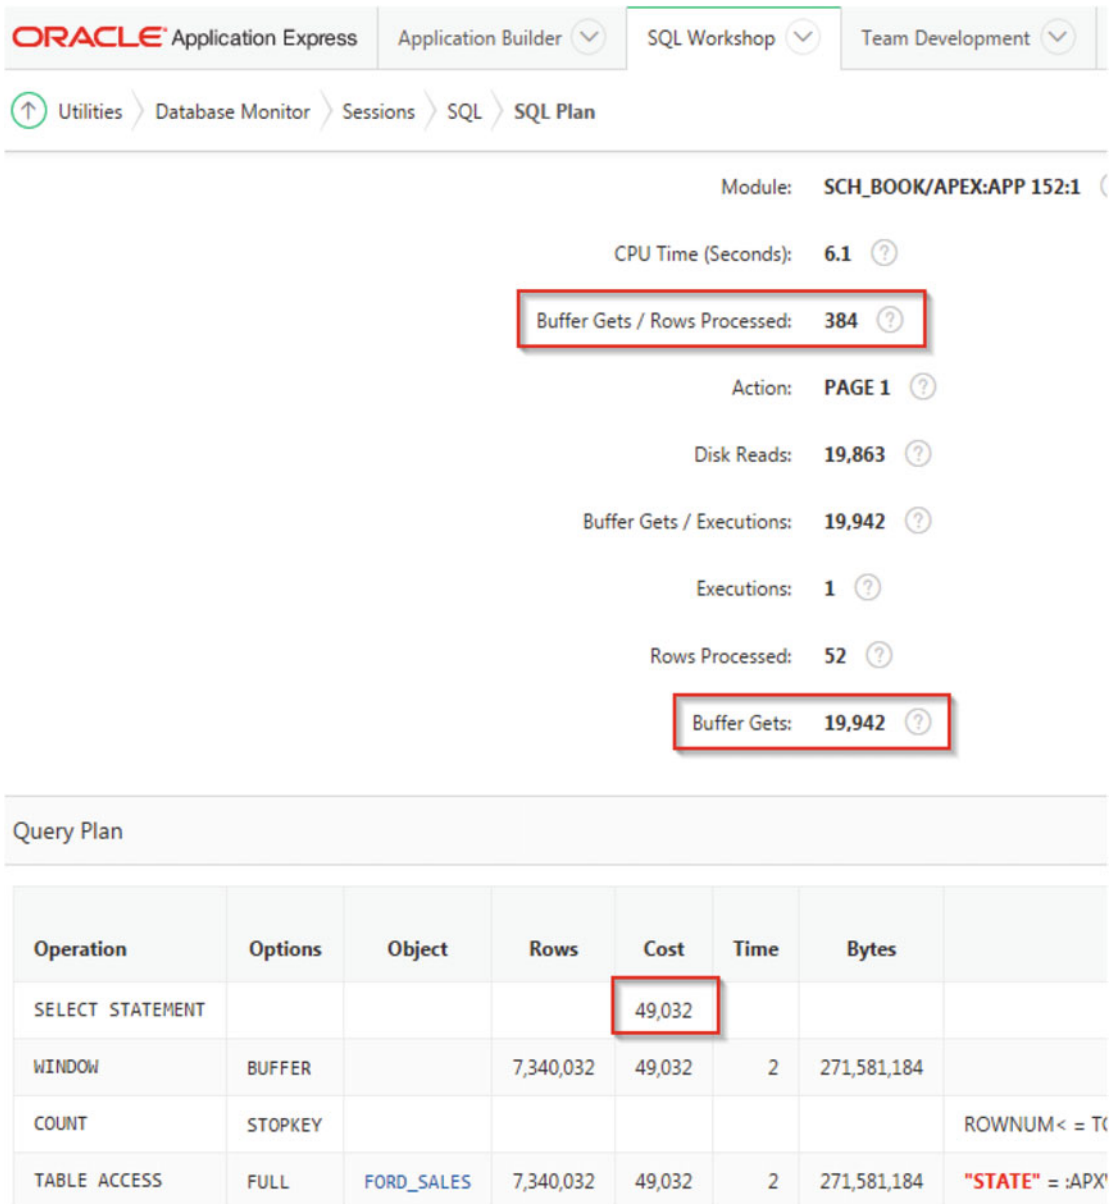 ORACLE Application Express Application Builder SQL Workshop Team Development
Utilities Database Monitor Sessions SQL SQL Plan
Module: SCH_BOOK/APEX:APP 152:1
CPU Time (Seconds): 6.1 ?
Buffer Gets / Rows Processed: 384 ?
Action: PAGE 1 ?
Disk Reads: 19,863 ?
Buffer Gets / Executions: 19,942 ?
Executions: 1 ?
Rows Processed: 52 ?
Buffer Gets: 19,942 ?
Query Plan
Operation Options Object Rows Cost Time Bytes
SELECT STATEMENT 49,032
WINDOW BUFFER 7,340,032 49,032 2 271,581,184
COUNT STOPKEY ROWNUM< = TO
TABLE ACCESS FULL FORD_SALES 7,340,032 49,032 2 271,581,184 "STATE" = :APX